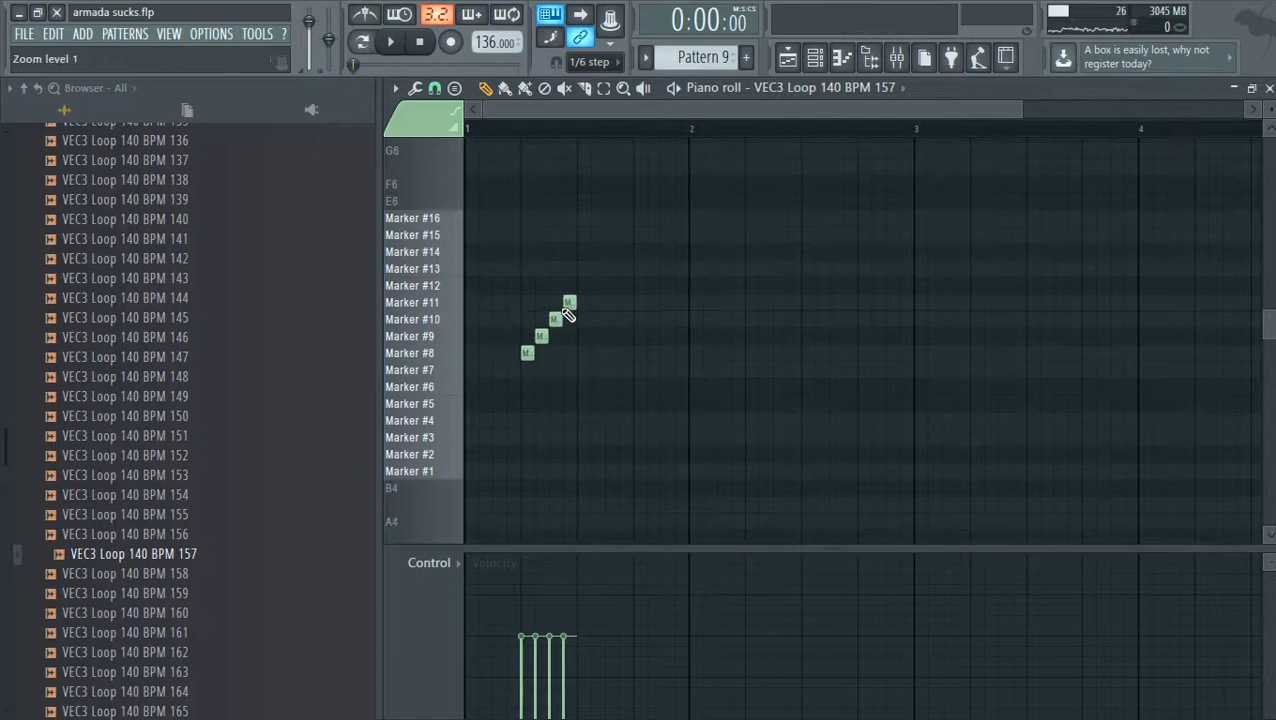 armada sucks.flp
FILE EDIT ADD PATTERNS VIEW OPTIONS TOOLS ?
Zoom level 1
3.2.
136.000
0:00:00
M:S:CS
Pattern 9
1/6 step
26
3045 MB
0
A box is easily lost, why not
register today?
Browser - All
Piano roll - VEC3 Loop 140 BPM 157
VEC3 Loop 140 BPM 136
VEC3 Loop 140 BPM 137
VEC3 Loop 140 BPM 138
VEC3 Loop 140 BPM 139
VEC3 Loop 140 BPM 140
VEC3 Loop 140 BPM 141
VEC3 Loop 140 BPM 142
VEC3 Loop 140 BPM 143
VEC3 Loop 140 BPM 144
VEC3 Loop 140 BPM 145
VEC3 Loop 140 BPM 146
VEC3 Loop 140 BPM 147
VEC3 Loop 140 BPM 148
VEC3 Loop 140 BPM 149
VEC3 Loop 140 BPM 150
VEC3 Loop 140 BPM 151
VEC3 Loop 140 BPM 152
VEC3 Loop 140 BPM 153
VEC3 Loop 140 BPM 154
VEC3 Loop 140 BPM 155
VEC3 Loop 140 BPM 156
VEC3 Loop 140 BPM 157
VEC3 Loop 140 BPM 158
VEC3 Loop 140 BPM 159
VEC3 Loop 140 BPM 160
VEC3 Loop 140 BPM 161
VEC3 Loop 140 BPM 162
VEC3 Loop 140 BPM 163
VEC3 Loop 140 BPM 164
VEC3 Loop 140 BPM 165
1 2 3 4
G6
F6
E6
Marker #16
Marker #15
Marker #14
Marker #13
Marker #12
Marker #11 M..
Marker #10 M..
Marker #9 M..
Marker #8 M..
Marker #7
Marker #6
Marker #5
Marker #4
Marker #3
Marker #2
Marker #1
B4
A4
Control
Velocity